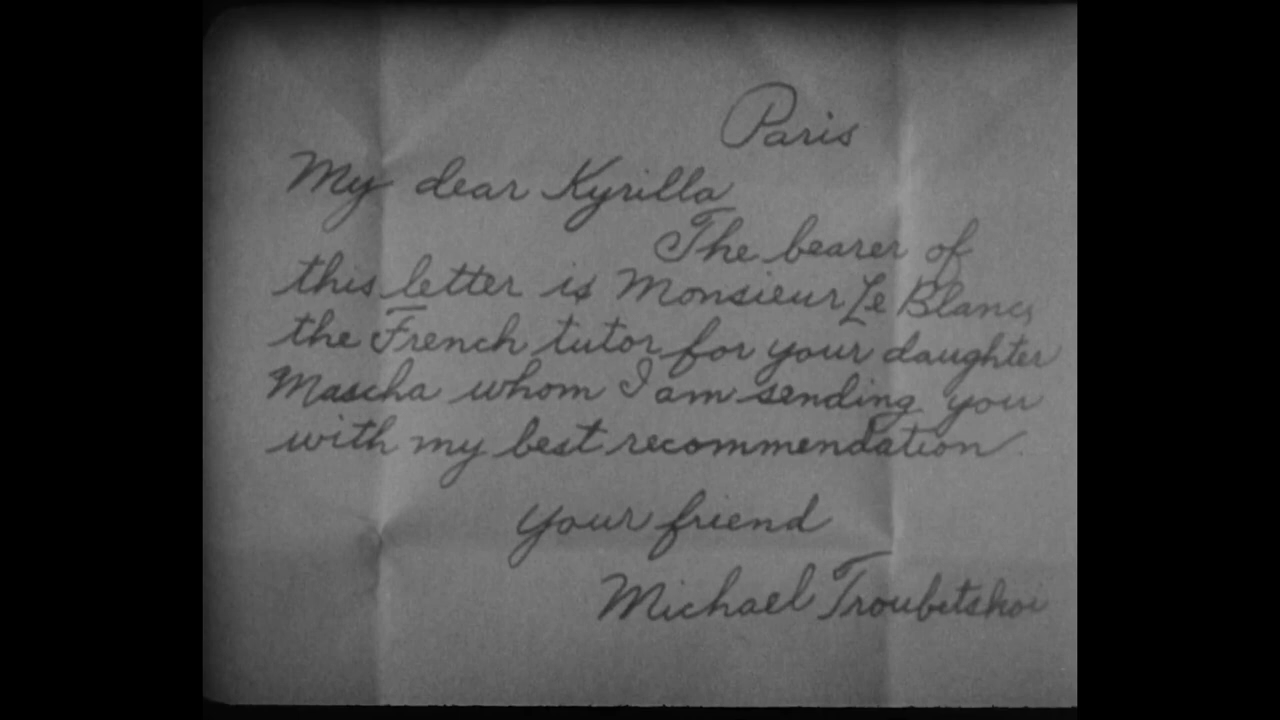 Paris
My dear Kyrilla
The bearer of
this letter is Monsieur Le Blanc,
the French tutor for your daughter
Mascha whom I am sending you
with my best recommendation.
Your friend
Michael Troubetskoi